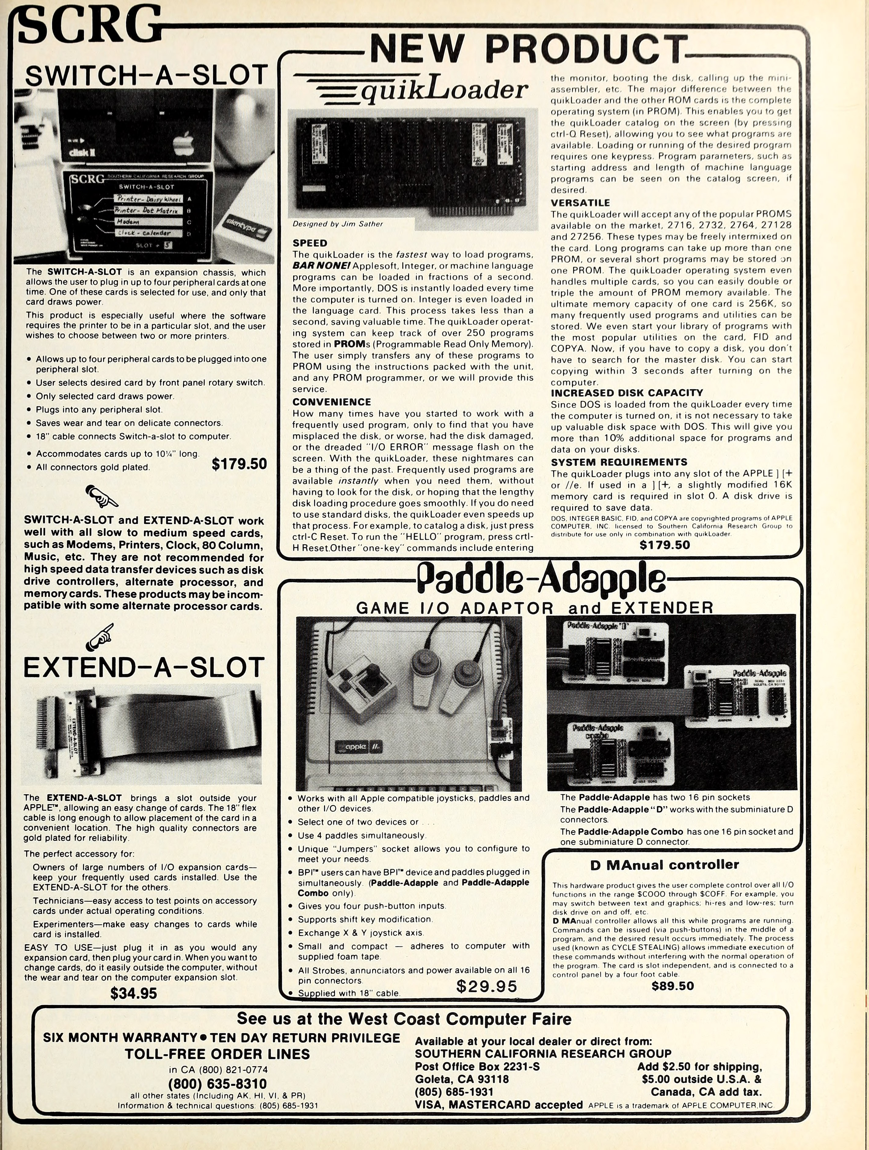 SCRG
SWITCH-A-SLOT
disk II
SCRG SOUTHERN CALIFORNIA RESEARCH GROUP
SWITCH-A-SLOT
Printer-Daisy Wheel A
Printer-Dot Matrix B
Modem C
Clock-Calendar D
SLOT
silentype
The SWITCH-A-SLOT is an expansion chassis, which
allows the user to plug in up to four peripheral cards at one
time. One of these cards is selected for use, and only that
card draws power.
This product is especially useful where the software
requires the printer to be in a particular slot, and the user
wishes to choose between two or more printers.
• Allows up to four peripheral cards to be plugged into one
peripheral slot.
• User selects desired card by front panel rotary switch.
• Only selected card draws power.
• Plugs into any peripheral slot.
• Saves wear and tear on delicate connectors.
• 18" cable connects Switch-a-slot to computer.
• Accommodates cards up to 10¼" long.
• All connectors gold plated. $179.50
SWITCH-A-SLOT and EXTEND-A-SLOT work
well with all slow to medium speed cards,
such as Modems, Printers, Clock, 80 Column,
Music, etc. They are not recommended for
high speed data transfer devices such as disk
drive controllers, alternate processor, and
memory cards. These products may be incom-
patible with some alternate processor cards.
EXTEND-A-SLOT
EXTEND-A-SLOT
The EXTEND-A-SLOT brings a slot outside your
APPLE™, allowing an easy change of cards. The 18" flex
cable is long enough to allow placement of the card in a
convenient location. The high quality connectors are
gold plated for reliability.
The perfect accessory for:
Owners of large numbers of I/O expansion cards—
keep your frequently used cards installed. Use the
EXTEND-A-SLOT for the others.
Technicians—easy access to test points on accessory
cards under actual operating conditions.
Experimenters—make easy changes to cards while
card is installed.
EASY TO USE—just plug it in as you would any
expansion card, then plug your card in. When you want to
change cards, do it easily outside the computer, without
the wear and tear on the computer expansion slot.
$34.95
NEW PRODUCT
quikLoader
Designed by Jim Sather
SPEED
The quikLoader is the fastest way to load programs,
BAR NONE! Applesoft, Integer, or machine language
programs can be loaded in fractions of a second.
More importantly, DOS is instantly loaded every time
the computer is turned on. Integer is even loaded in
the language card. This process takes less than a
second, saving valuable time. The quikLoader operat-
ing system can keep track of over 250 programs
stored in PROMs (Programmable Read Only Memory).
The user simply transfers any of these programs to
PROM using the instructions packed with the unit,
and any PROM programmer, or we will provide this
service.
CONVENIENCE
How many times have you started to work with a
frequently used program, only to find that you have
misplaced the disk, or worse, had the disk damaged,
or the dreaded "I/O ERROR" message flash on the
screen. With the quikLoader, these nightmares can
be a thing of the past. Frequently used programs are
available instantly when you need them, without
having to look for the disk, or hoping that the lengthy
disk loading procedure goes smoothly. If you do need
to use standard disks, the quikLoader even speeds up
that process. For example, to catalog a disk, just press
ctrl-C Reset. To run the "HELLO" program, press crtl-
H Reset.Other "one-key" commands include entering
the monitor, booting the disk, calling up the mini-
assembler, etc. The major difference between the
quikLoader and the other ROM cards is the complete
operating system (in PROM). This enables you to get
the quikLoader catalog on the screen (by pressing
ctrl-Q Reset), allowing you to see what programs are
available. Loading or running of the desired program
requires one keypress. Program parameters, such as
starting address and length of machine language
programs can be seen on the catalog screen, if
desired.
VERSATILE
The quikLoader will accept any of the popular PROMS
available on the market, 2716, 2732, 2764, 27128
and 27256. These types may be freely intermixed on
the card. Long programs can take up more than one
PROM, or several short programs may be stored on
one PROM. The quikLoader operating system even
handles multiple cards, so you can easily double or
triple the amount of PROM memory available. The
ultimate memory capacity of one card is 256K, so
many frequently used programs and utilities can be
stored. We even start your library of programs with
the most popular utilities on the card, FID and
COPYA. Now, if you have to copy a disk, you don't
have to search for the master disk. You can start
copying within 3 seconds after turning on the
computer.
INCREASED DISK CAPACITY
Since DOS is loaded from the quikLoader every time
the computer is turned on, it is not necessary to take
up valuable disk space with DOS. This will give you
more than 10% additional space for programs and
data on your disks.
SYSTEM REQUIREMENTS
The quikLoader plugs into any slot of the APPLE ] [+
or //e. If used in a ] [+, a slightly modified 16K
memory card is required in slot 0. A disk drive is
required to save data.
DOS, INTEGER BASIC, FID, and COPYA are copyrighted programs of APPLE
COMPUTER, INC. licensed to Southern California Research Group to
distribute for use only in combination with quikLoader.
$179.50
Paddle-Adapple
GAME I/O ADAPTOR and EXTENDER
apple II
Paddle-Adapple "D"
Paddle-Adapple
Paddle-Adapple
combo
• Works with all Apple compatible joysticks, paddles and
other I/O devices.
• Select one of two devices or . . .
• Use 4 paddles simultaneously.
• Unique "Jumpers" socket allows you to configure to
meet your needs.
• BPI™ users can have BPI™ device and paddles plugged in
simultaneously. (Paddle-Adapple and Paddle-Adapple
Combo only).
• Gives you four push-button inputs.
• Supports shift key modification.
• Exchange X & Y joystick axis.
• Small and compact — adheres to computer with
supplied foam tape.
• All Strobes, annunciators and power available on all 16
pin connectors.
• Supplied with 18" cable. $29.95
The Paddle-Adapple has two 16 pin sockets
The Paddle-Adapple "D" works with the subminiature D
connectors.
The Paddle-Adapple Combo has one 16 pin socket and
one subminiature D connector.
D MAnual controller
This hardware product gives the user complete control over all I/O
functions in the range $COOO through $COFF. For example, you
may switch between text and graphics; hi-res and low-res; turn
disk drive on and off, etc.
D MAnual controller allows all this while programs are running.
Commands can be issued (via push-buttons) in the middle of a
program, and the desired result occurs immediately. The process
used (known as CYCLE STEALING) allows immediate execution of
these commands without interfering with the normal operation of
the program. The card is slot independent, and is connected to a
control panel by a four foot cable.
$89.50
See us at the West Coast Computer Faire
SIX MONTH WARRANTY • TEN DAY RETURN PRIVILEGE
TOLL-FREE ORDER LINES
in CA (800) 821-0774
(800) 635-8310
all other states (Including AK, HI, VI, & PR)
Information & technical questions: (805) 685-1931
Available at your local dealer or direct from:
SOUTHERN CALIFORNIA RESEARCH GROUP
Post Office Box 2231-S
Goleta, CA 93118
(805) 685-1931
VISA, MASTERCARD accepted
Add $2.50 for shipping,
$5.00 outside U.S.A. &
Canada, CA add tax.
APPLE is a trademark of APPLE COMPUTER,INC